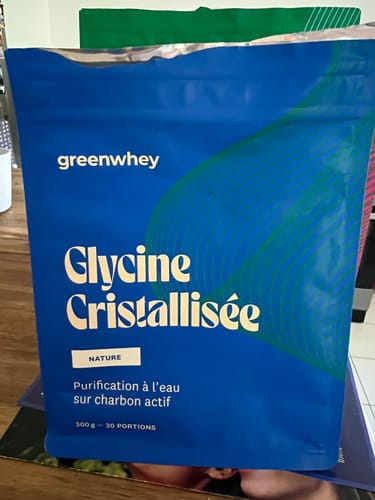 greenwhey
Glycine
Cristallisée
NATURE
Purification à l'eau
sur charbon actif
300 g — 30 PORTIONS